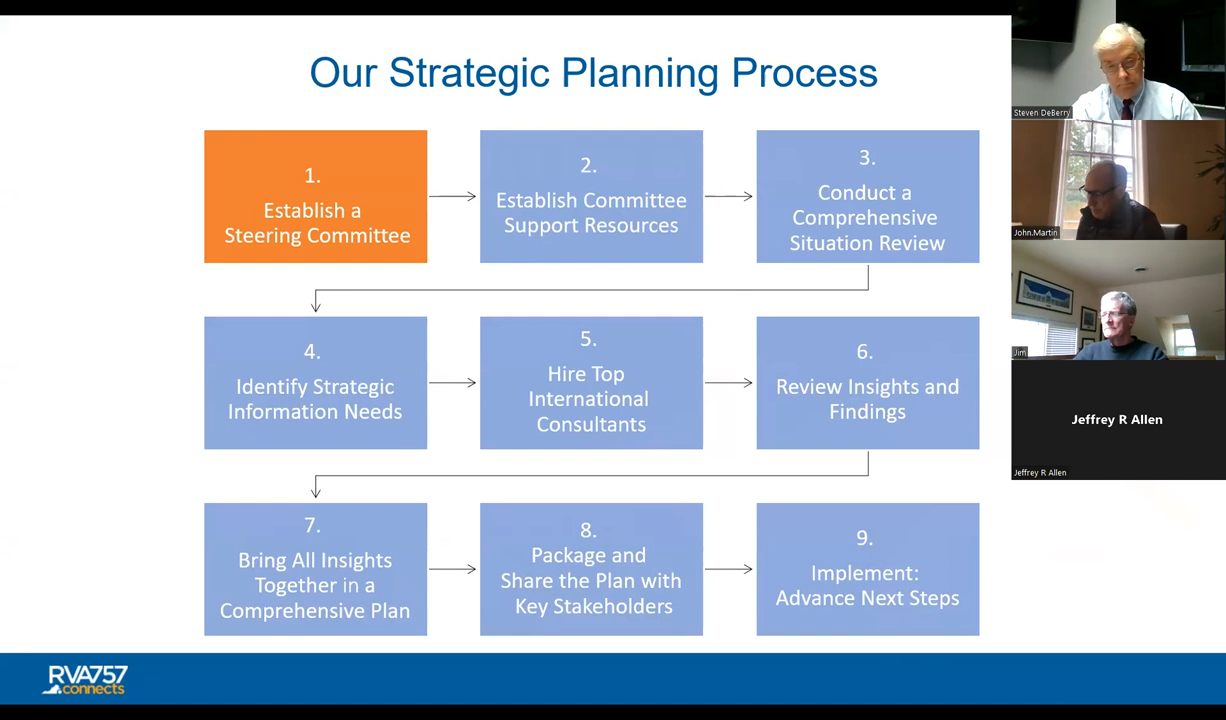 Our Strategic Planning Process
1.
Establish a
Steering Committee
2.
Establish Committee
Support Resources
3.
Conduct a
Comprehensive
Situation Review
4.
Identify Strategic
Information Needs
5.
Hire Top
International
Consultants
6.
Review Insights and
Findings
7.
Bring All Insights
Together in a
Comprehensive Plan
8.
Package and
Share the Plan with
Key Stakeholders
9.
Implement:
Advance Next Steps
RVA757
connects
Steven DeBerry
John.Martin
Jim
Jeffrey R Allen
Jeffrey R Allen